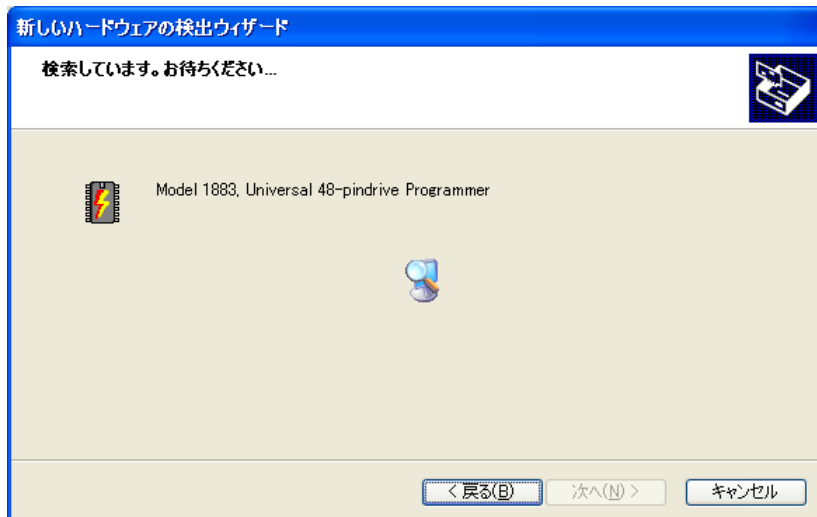 新しいハードウェアの検出ウィザード
検索しています。お待ちください...
Model 1883, Universal 48-pindrive Programmer
< 戻る(B)
次へ(N) >
キャンセル